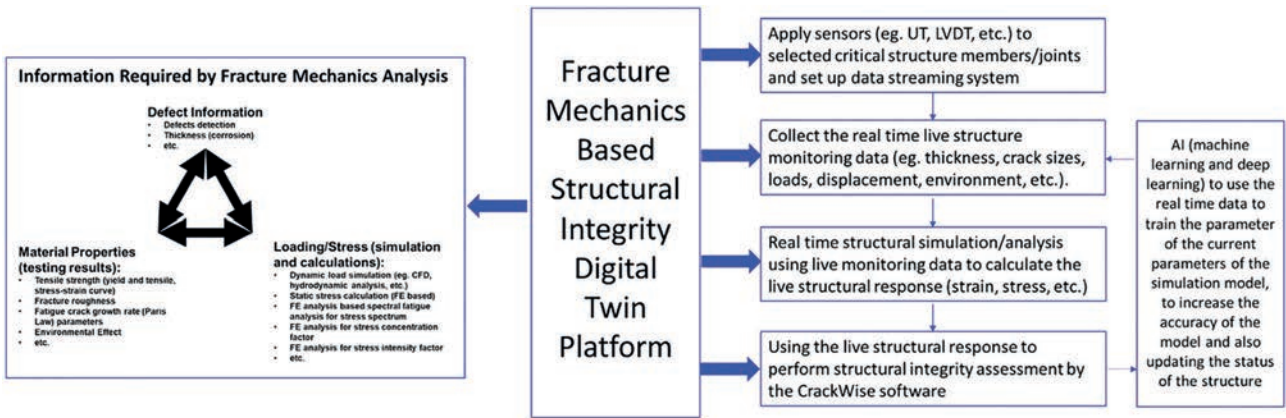 Information Required by Fracture Mechanics Analysis
Defect Information
• Defects detection
• Thickness (corrosion)
• etc.
Material Properties
(testing results):
• Tensile strength (yield and tensile,
stress-strain curve)
• Fracture roughness
• Fatigue crack growth rate (Paris
Law) parameters
• Environmental Effect
• etc.
Loading/Stress (simulation
and calculations):
• Dynamic load simulation (eg. CFD,
hydrodynamic analysis, etc.)
• Static stress calculation (FE based)
• FE analysis based spectral fatigue
analysis for stress spectrum
• FE analysis for stress concentration
factor
• FE analysis for stress intensity factor
• etc.
Fracture
Mechanics
Based
Structural
Integrity
Digital
Twin
Platform
Apply sensors (eg. UT, LVDT, etc.) to
selected critical structure members/joints
and set up data streaming system
Collect the real time live structure
monitoring data (eg. thickness, crack sizes,
loads, displacement, environment, etc.).
Real time structural simulation/analysis
using live monitoring data to calculate the
live structural response (strain, stress, etc.)
Using the live structural response to
perform structural integrity assessment by
the CrackWise software
AI (machine
learning and deep
learning) to use the
real time data to
train the parameter
of the current
parameters of the
simulation model,
to increase the
accuracy of the
model and also
updating the status
of the structure